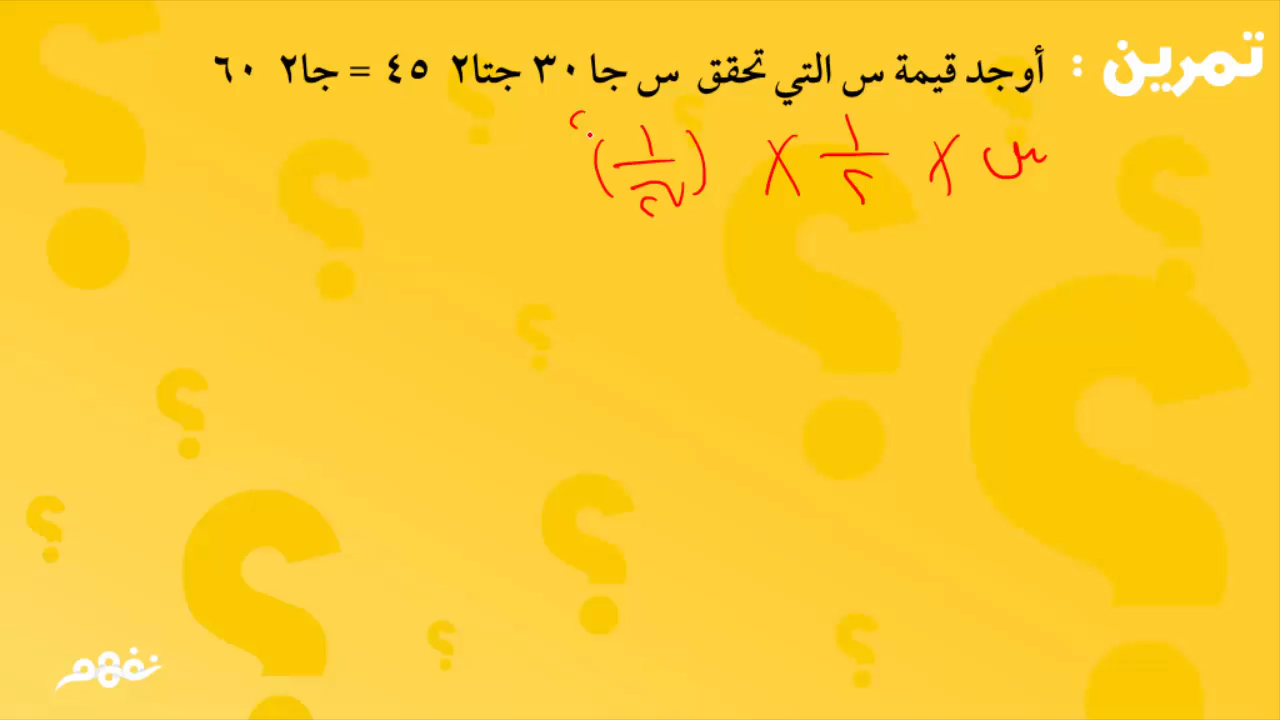 تمرين : أوجد قيمة س التي تحقق س جا ٣٠ جتا٢ ٤٥ = جا٢ ٦٠
س × ١/٢ × (١/√٢)٢
نفهم